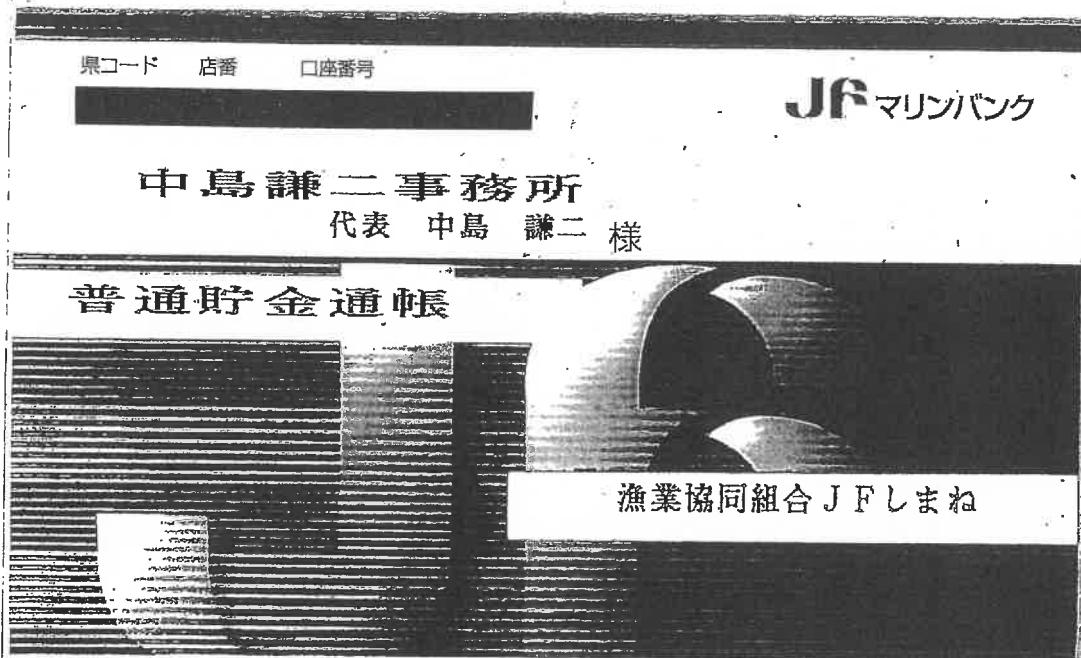 県コード 店番 口座番号
JF マリンバンク
中島謙二事務所
代表 中島 謙二 様
普通貯金通帳
漁業協同組合JFしまね